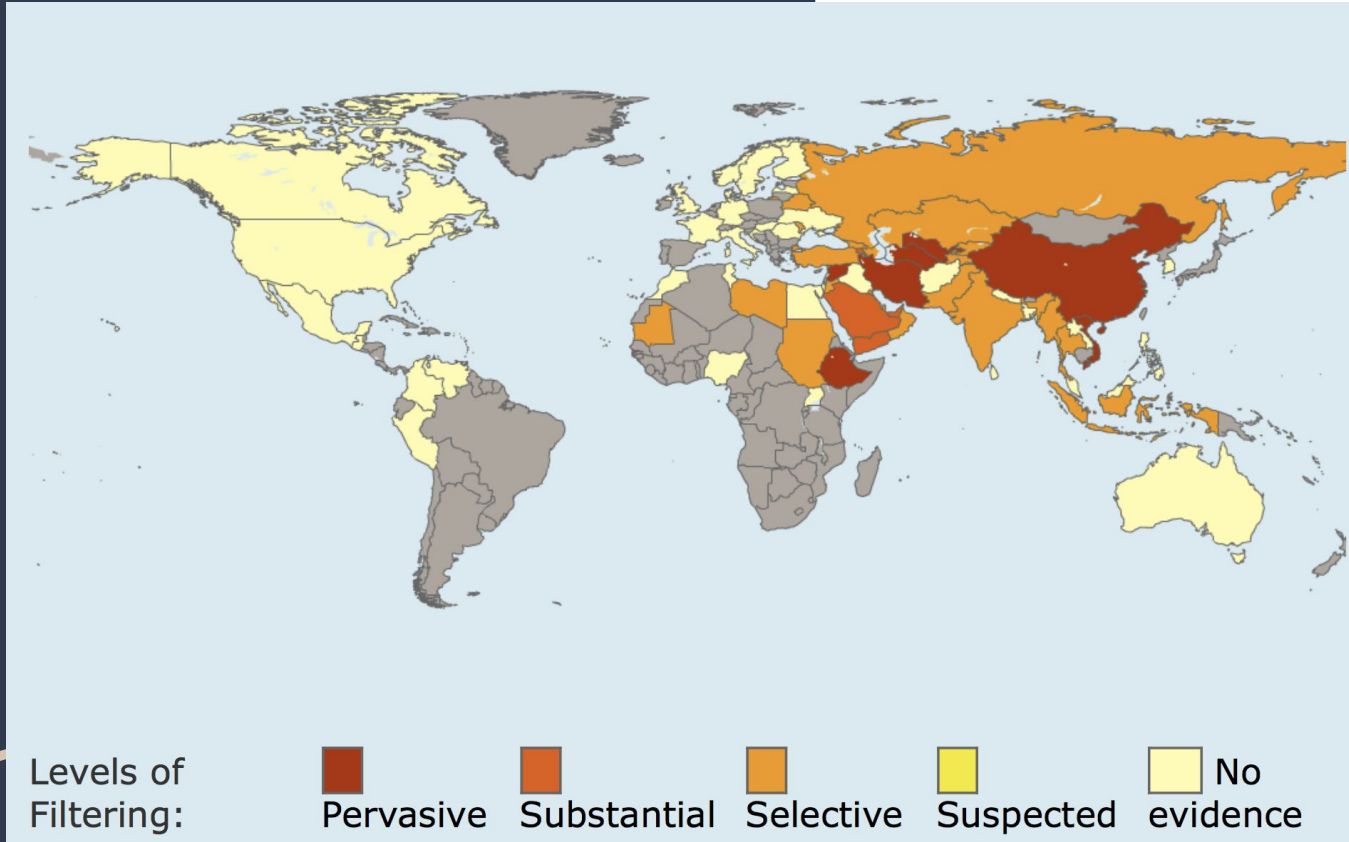 Levels of
Filtering:
Pervasive
Substantial
Selective
Suspected
No
evidence